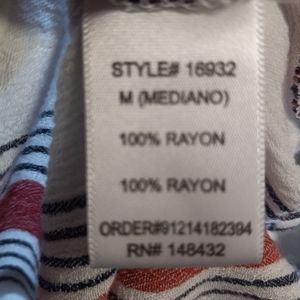 STYLE# 16932
M (MEDIANO)
100% RAYON
100% RAYON
ORDER#91214182394
RN# 148432